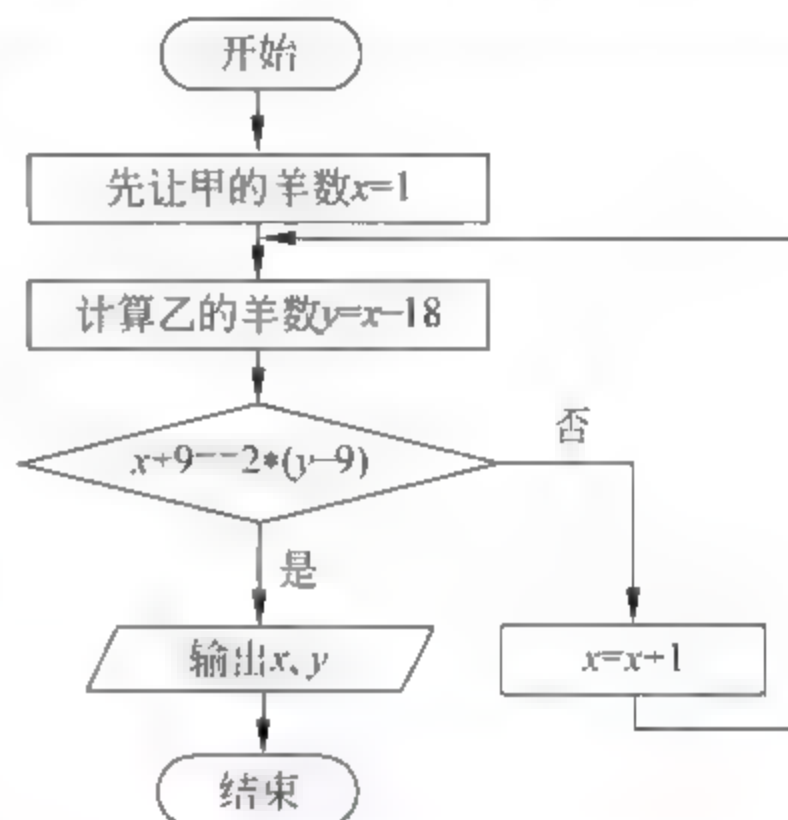 开始
先让甲的羊数x=1
计算乙的羊数y=x-18
x+9==2*(y-9)
否
是
输出x、y
x=x+1
结束